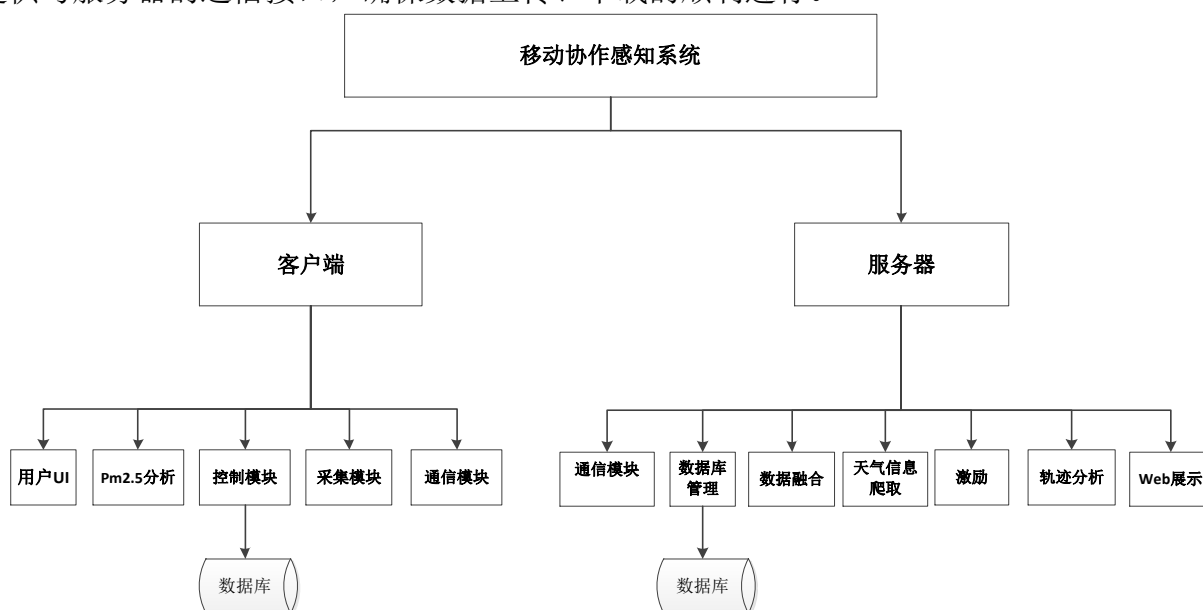 移动协作感知系统
客户端
服务器
用户UI
Pm2.5分析
控制模块
采集模块
通信模块
通信模块
数据库
管理
数据融合
天气信息
爬取
激励
轨迹分析
Web展示
数据库
数据库